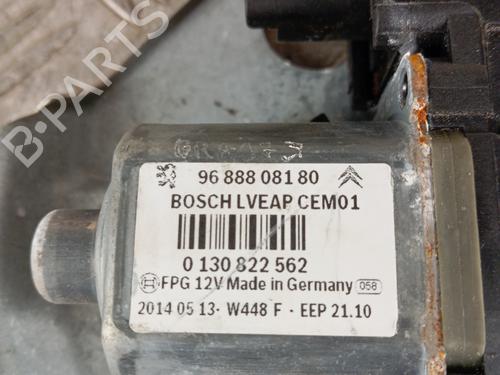 96 888 081 80
BOSCH LVEAP CEM01
0 130 822 562
FPG 12V Made in Germany 058
2014 05 13· W448 F · EEP 21.10